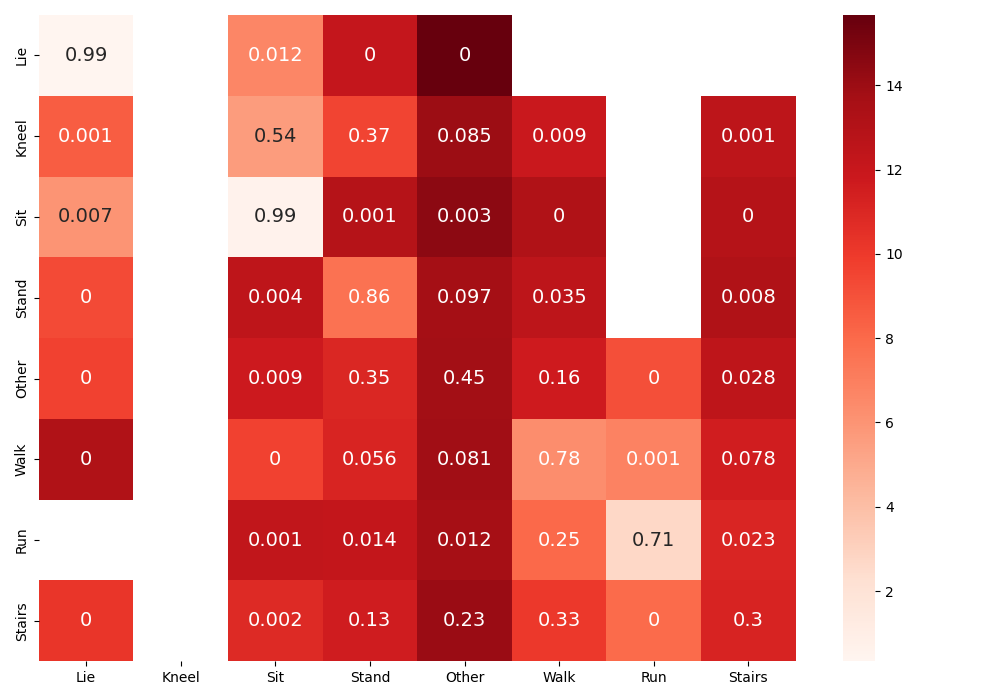 Lie 0.99 0.012 0 0
14
Kneel 0.001 0.54 0.37 0.085 0.009 0.001
12
Sit 0.007 0.99 0.001 0.003 0 0
10
Stand 0 0.004 0.86 0.097 0.035 0.008
8
Other 0 0.009 0.35 0.45 0.16 0 0.028
6
Walk 0 0 0.056 0.081 0.78 0.001 0.078
4
Run 0.001 0.014 0.012 0.25 0.71 0.023
2
Stairs 0 0.002 0.13 0.23 0.33 0 0.3
Lie Kneel Sit Stand Other Walk Run Stairs